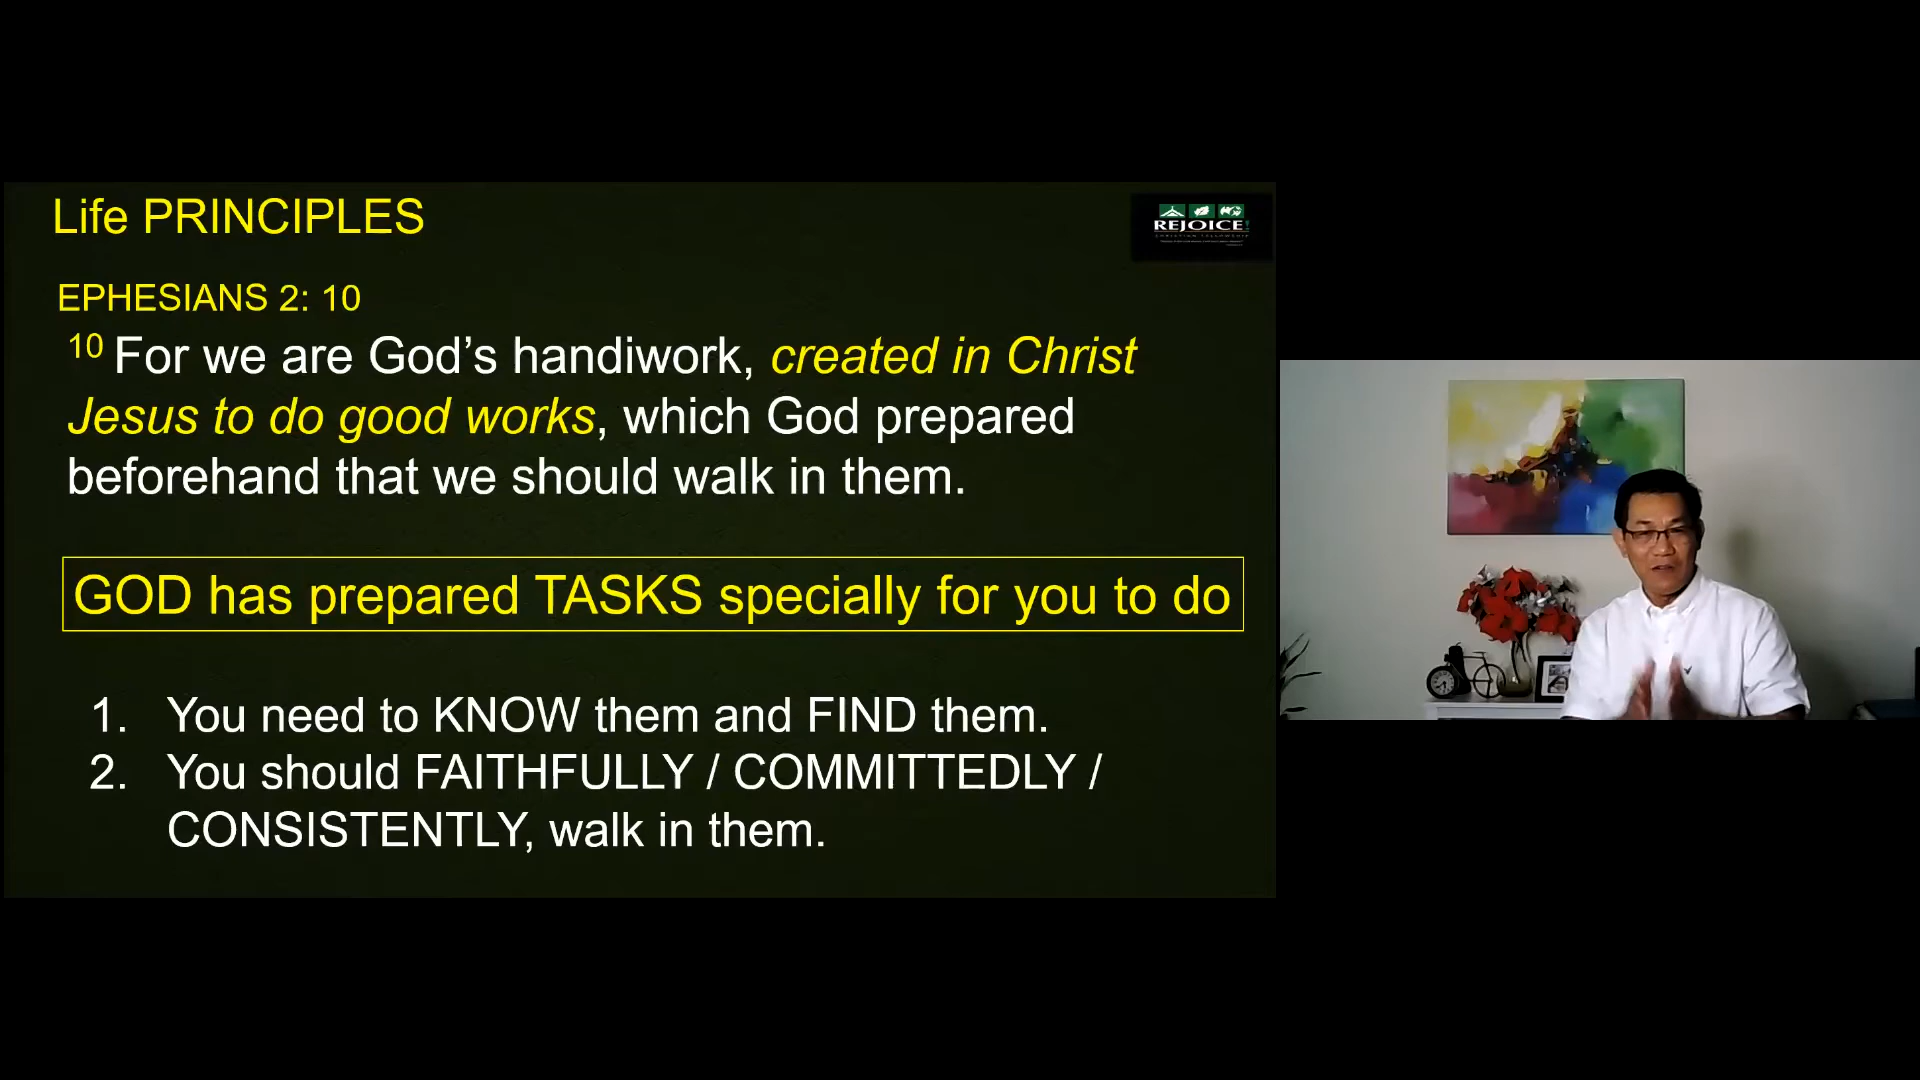 Life PRINCIPLES
REJOICE!
CHRISTIAN FELLOWSHIP
EPHESIANS 2: 10
10 For we are God’s handiwork, created in Christ
Jesus to do good works, which God prepared
beforehand that we should walk in them.
GOD has prepared TASKS specially for you to do
1. You need to KNOW them and FIND them.
2. You should FAITHFULLY / COMMITTEDLY /
CONSISTENTLY, walk in them.